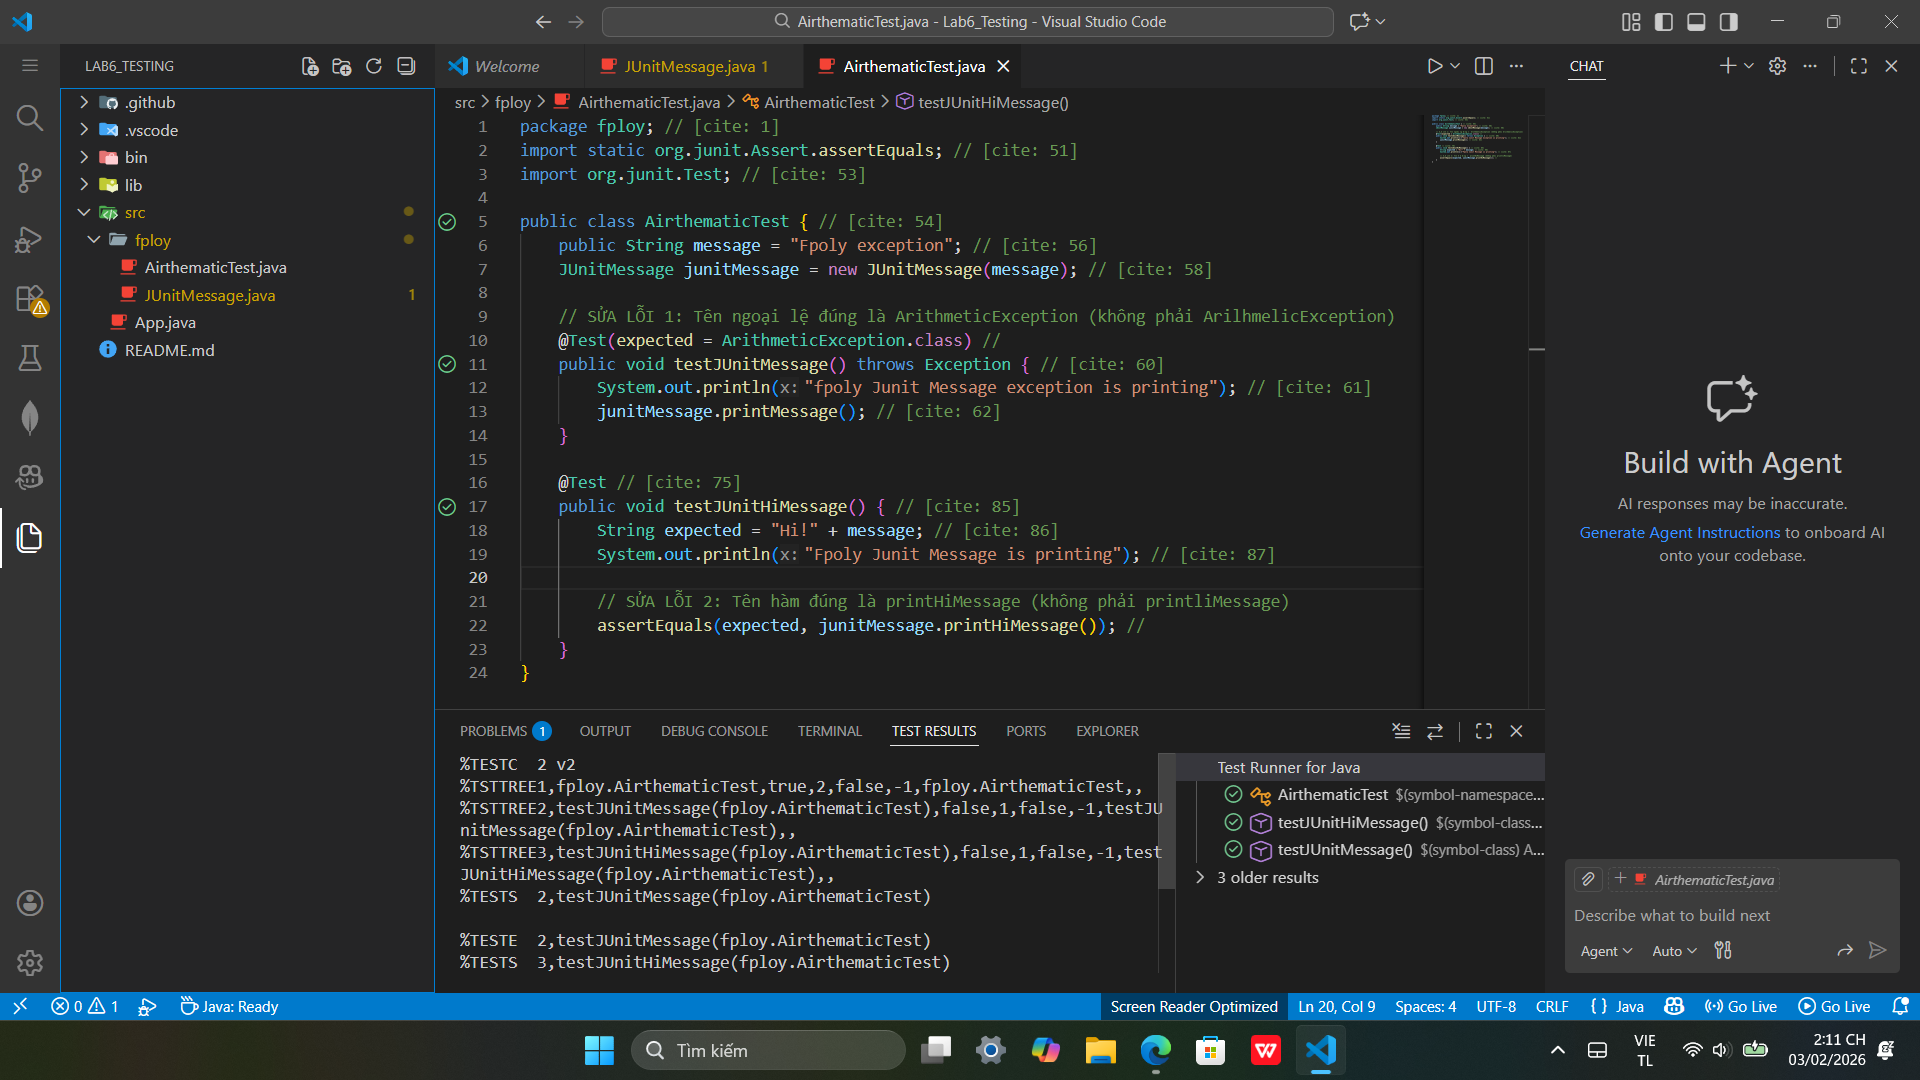 AirthematicTest.java - Lab6_Testing - Visual Studio Code
LAB6_TESTING
.github
.vscode
bin
lib
src
fploy
AirthematicTest.java
JUnitMessage.java 1
App.java
README.md
Welcome
JUnitMessage.java 1
AirthematicTest.java
src > fploy > AirthematicTest.java > AirthematicTest > testJUnitHiMessage()
1 package fploy; // [cite: 1]
2 import static org.junit.Assert.assertEquals; // [cite: 51]
3 import org.junit.Test; // [cite: 53]
4
5 public class AirthematicTest { // [cite: 54]
6 public String message = "Fpoly exception"; // [cite: 56]
7 JUnitMessage junitMessage = new JUnitMessage(message); // [cite: 58]
8
9 // SỬA LỖI 1: Tên ngoại lệ đúng là ArithmeticException (không phải ArilhmelicException)
10 @Test(expected = ArithmeticException.class) //
11 public void testJUnitMessage() throws Exception { // [cite: 60]
12 System.out.println(x: "fpoly Junit Message exception is printing"); // [cite: 61]
13 junitMessage.printMessage(); // [cite: 62]
14 }
15
16 @Test // [cite: 75]
17 public void testJUnitHiMessage() { // [cite: 85]
18 String expected = "Hi!" + message; // [cite: 86]
19 System.out.println(x: "Fpoly Junit Message is printing"); // [cite: 87]
20
21 // SỬA LỖI 2: Tên hàm đúng là printHiMessage (không phải printliMessage)
22 assertEquals(expected, junitMessage.printHiMessage()); //
23 }
24 }
PROBLEMS 1 OUTPUT DEBUG CONSOLE TERMINAL TEST RESULTS PORTS EXPLORER
%TESTC 2 v2
%TSTTREE1,fploy.AirthematicTest,true,2,false,-1,fploy.AirthematicTest,,
%TSTTREE2,testJUnitMessage(fploy.AirthematicTest),false,1,false,-1,testJU
nitMessage(fploy.AirthematicTest),,
%TSTTREE3,testJUnitHiMessage(fploy.AirthematicTest),false,1,false,-1,test
JUnitHiMessage(fploy.AirthematicTest),,
%TESTS 2,testJUnitMessage(fploy.AirthematicTest)
%TESTE 2,testJUnitMessage(fploy.AirthematicTest)
%TESTS 3,testJUnitHiMessage(fploy.AirthematicTest)
Test Runner for Java
AirthematicTest $(symbol-namespace...
testJUnitHiMessage() $(symbol-class...
testJUnitMessage() $(symbol-class) A...
3 older results
CHAT
Build with Agent
AI responses may be inaccurate.
Generate Agent Instructions to onboard AI
onto your codebase.
AirthematicTest.java
Describe what to build next
Agent Auto
0 1 Java: Ready
Screen Reader Optimized Ln 20, Col 9 Spaces: 4 UTF-8 CRLF { } Java Go Live Go Live
Tìm kiếm
VIE
TL
2:11 CH
03/02/2026